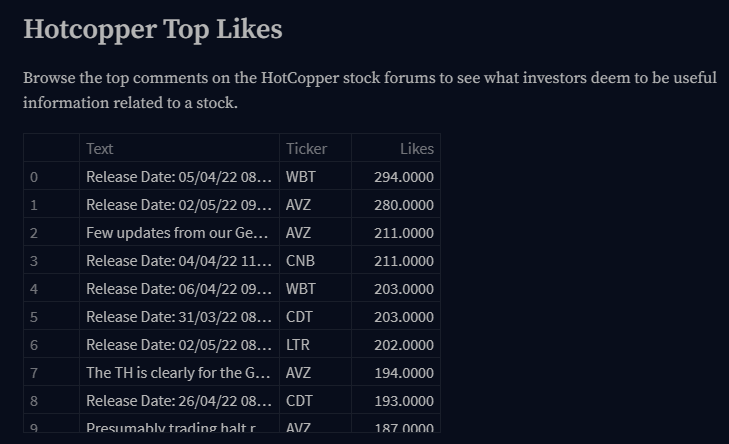 Hotcopper Top Likes
Browse the top comments on the HotCopper stock forums to see what investors deem to be useful
information related to a stock.
Text Ticker Likes
0 Release Date: 05/04/22 08... WBT 294.0000
1 Release Date: 02/05/22 09... AVZ 280.0000
2 Few updates from our Ge... AVZ 211.0000
3 Release Date: 04/04/22 11... CNB 211.0000
4 Release Date: 06/04/22 09... WBT 203.0000
5 Release Date: 31/03/22 08... CDT 203.0000
6 Release Date: 02/05/22 08... LTR 202.0000
7 The TH is clearly for the G... AVZ 194.0000
8 Release Date: 26/04/22 08... CDT 193.0000
9 Presumably trading halt r... AVZ 187.0000